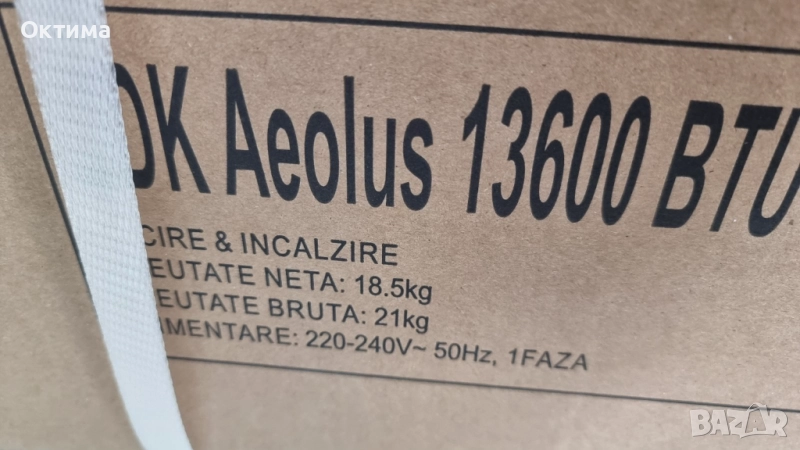 Октима
DK Aeolus 13600 BTU
CIRE & INCALZIRE
EUTATE NETA: 18.5kg
EUTATE BRUTA: 21kg
IMENTARE: 220-240V~ 50Hz, 1FAZA
BAZAR